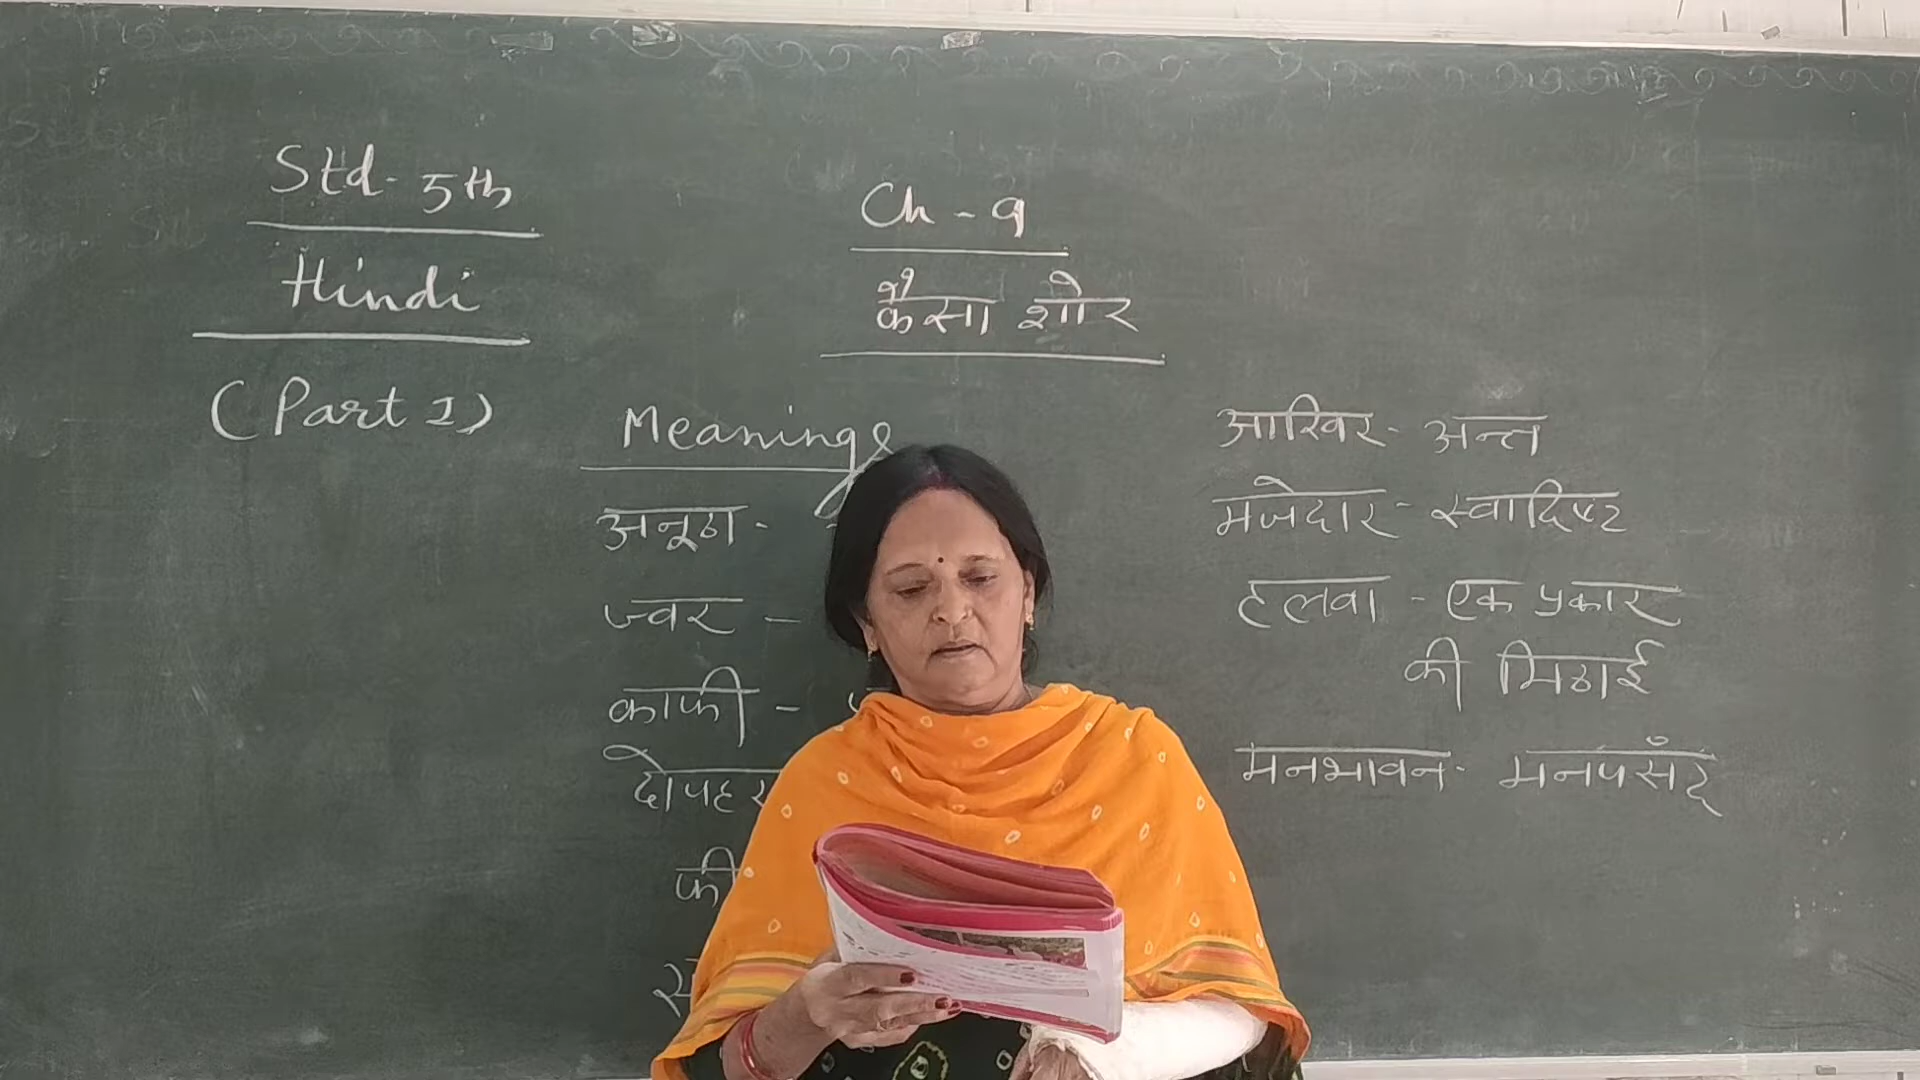 Std- 5th
Hindi
(Part 1)
Ch - 9
कैसा शोर
Meanings
अनूठा -
ज्वर -
काफी -
दोपहर
फी
आखिर - अन्त
मजेदार - स्वादिष्ट
हलवा - एक प्रकार
की मिठाई
मनभावन - मनपसँद